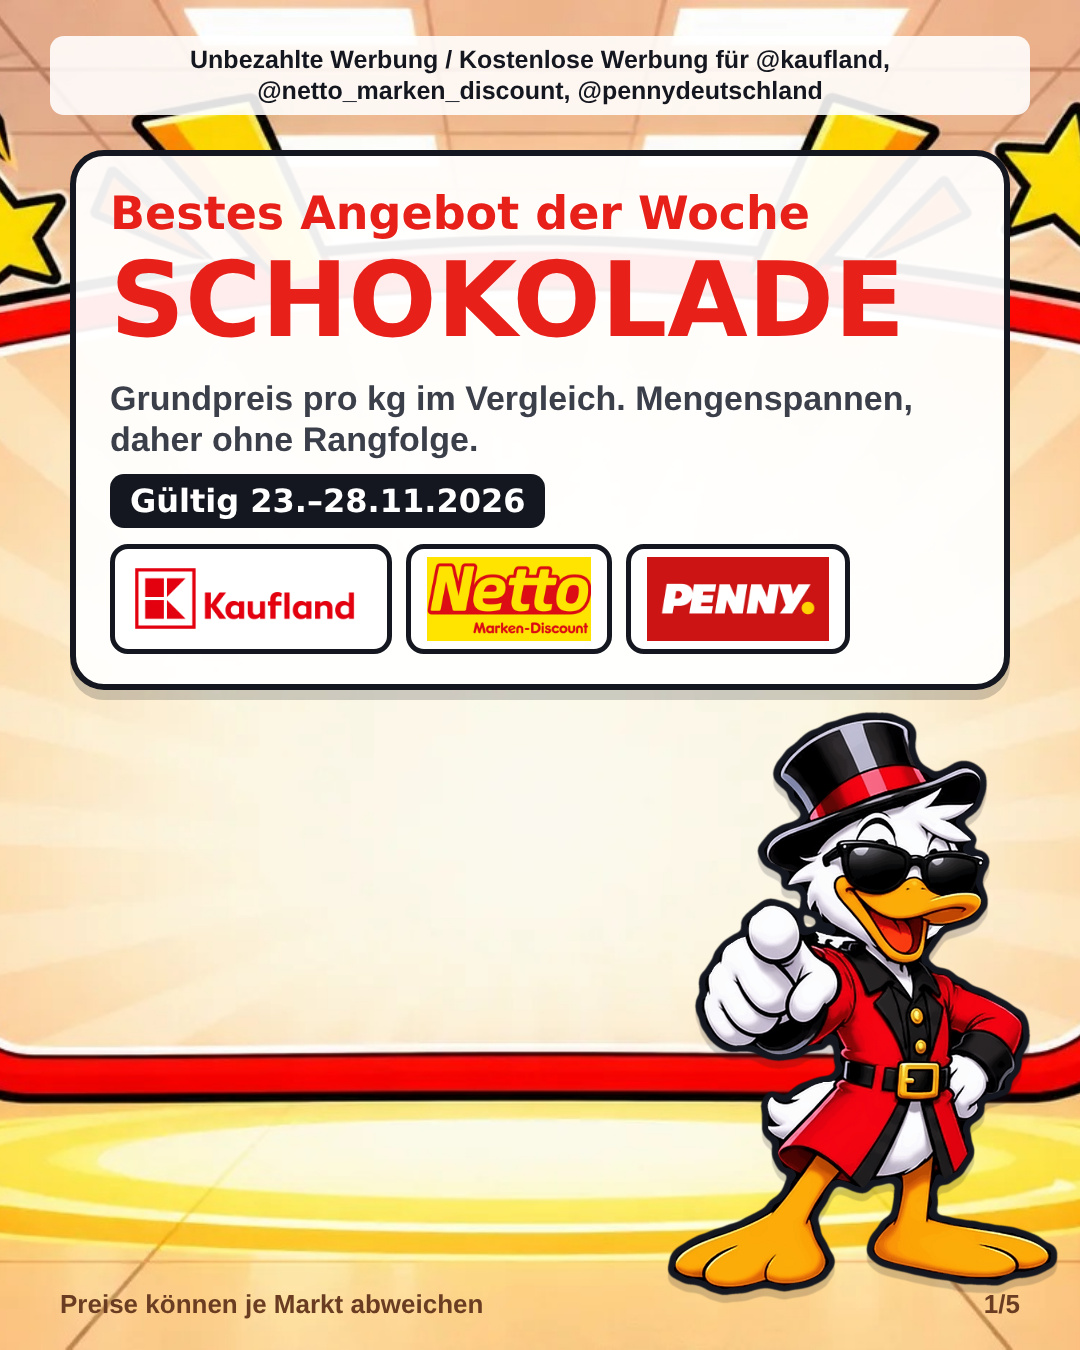 Unbezahlte Werbung / Kostenlose Werbung für @kaufland,
@netto_marken_discount, @pennydeutschland
Bestes Angebot der Woche
SCHOKOLADE
Grundpreis pro kg im Vergleich. Mengenspannen,
daher ohne Rangfolge.
Gültig 23.–28.11.2026
Kaufland
Netto
Marken-Discount
PENNY.
Preise können je Markt abweichen
1/5